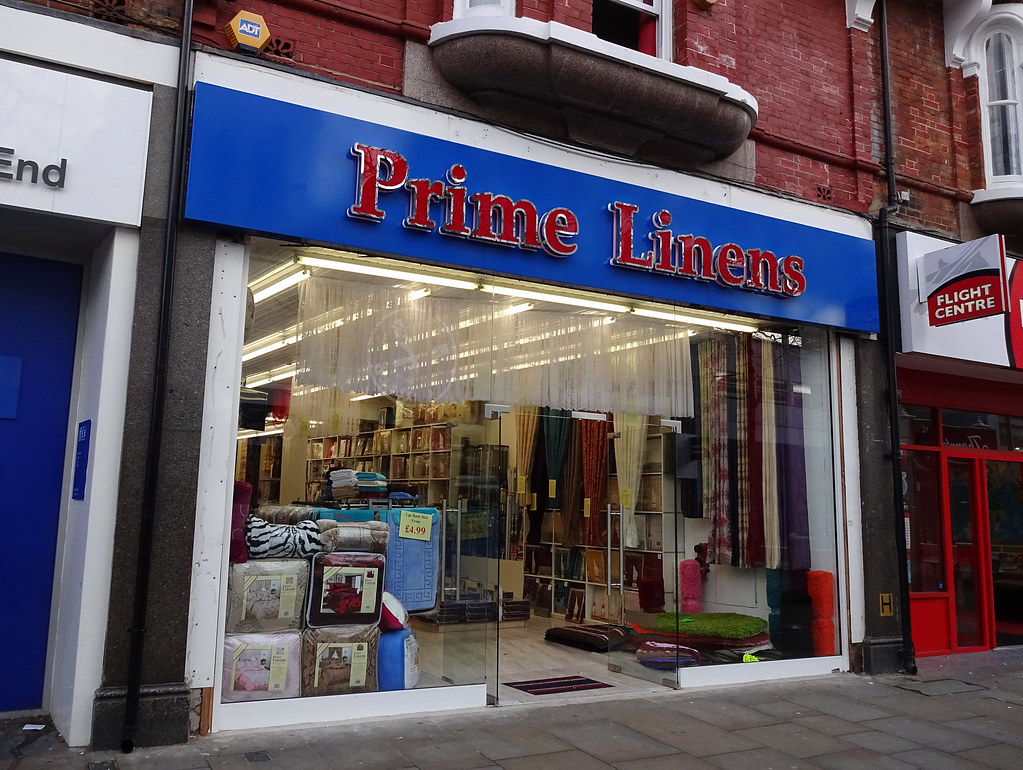 ADT
End
Prime Linens
FLIGHT
CENTRE
£4.99
H